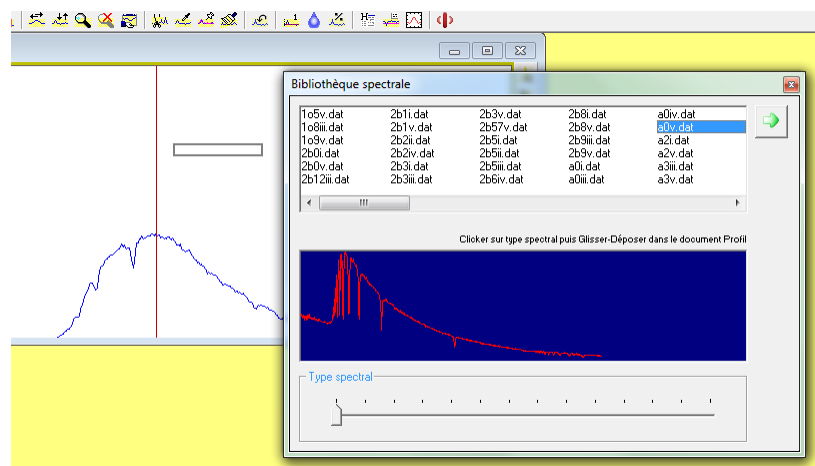 Bibliothèque spectrale
1o5v.dat 2b1i.dat 2b3v.dat 2b8i.dat a0iv.dat
1o8iii.dat 2b1v.dat 2b57v.dat 2b8v.dat a0v.dat
1o9v.dat 2b2ii.dat 2b5i.dat 2b9iii.dat a2i.dat
2b0i.dat 2b2iv.dat 2b5ii.dat 2b9v.dat a2v.dat
2b0v.dat 2b3i.dat 2b5iii.dat a0i.dat a3iii.dat
2b12iii.dat 2b3iii.dat 2b6iv.dat a0iii.dat a3v.dat
Clicker sur type spectral puis Glisser-Déposer dans le document Profil
Type spectral